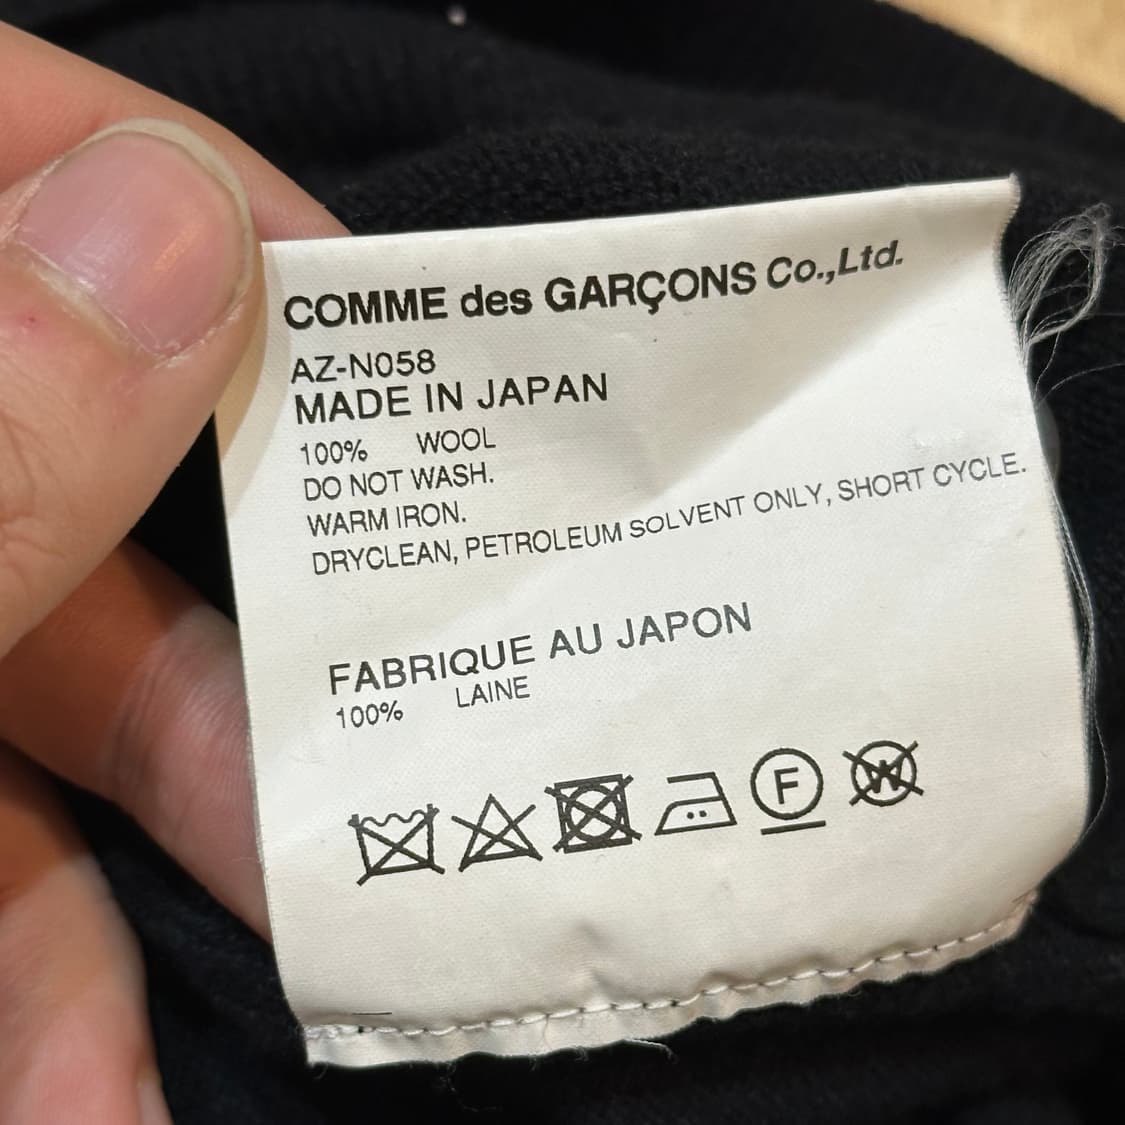 COMME des GARÇONS Co.,Ltd.
AZ-N058
MADE IN JAPAN
100% WOOL
DO NOT WASH.
WARM IRON.
DRYCLEAN, PETROLEUM SOLVENT ONLY, SHORT CYCLE.
FABRIQUE AU JAPON
100% LAINE
F W